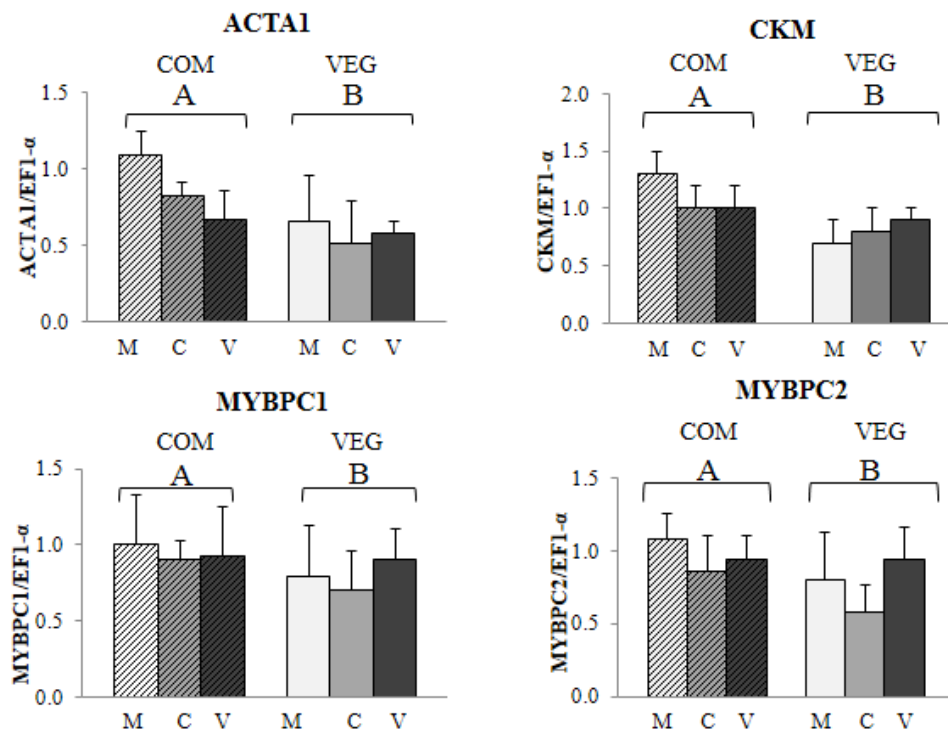 ACTA1
COM VEG
A B
ACTA1/EF1-α
1.5
1.0
0.5
0.0
M C V M C V
CKM
COM VEG
A B
CKM/EF1-α
2.0
1.5
1.0
0.5
0.0
M C V M C V
MYBPC1
COM VEG
A B
MYBPC1/EF1-α
1.5
1.0
0.5
0.0
M C V M C V
MYBPC2
COM VEG
A B
MYBPC2/EF1-α
1.5
1.0
0.5
0.0
M C V M C V